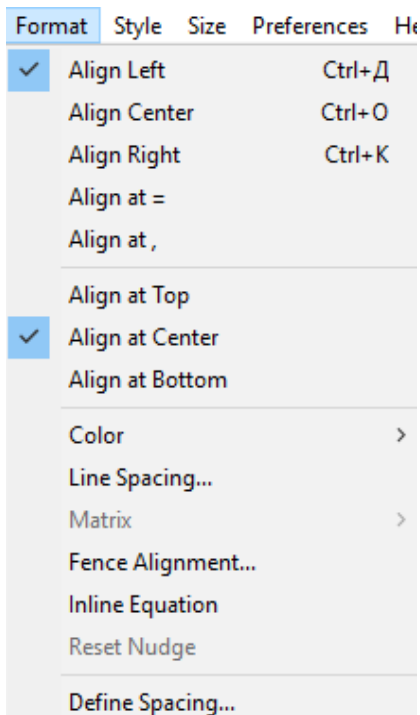 Format Style Size Preferences He
Align Left Ctrl+Д
Align Center Ctrl+O
Align Right Ctrl+K
Align at =
Align at ,
Align at Top
Align at Center
Align at Bottom
Color
Line Spacing...
Matrix
Fence Alignment...
Inline Equation
Reset Nudge
Define Spacing...